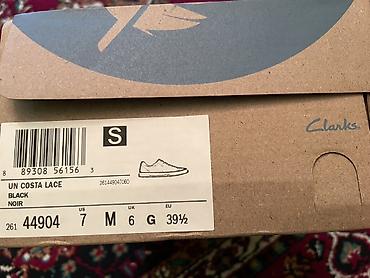 S
Clarks
8 89308 56156 3
261449047060
UN COSTA LACE
BLACK
NOIR
US UK EU
261 44904 7 M 6 G 39½